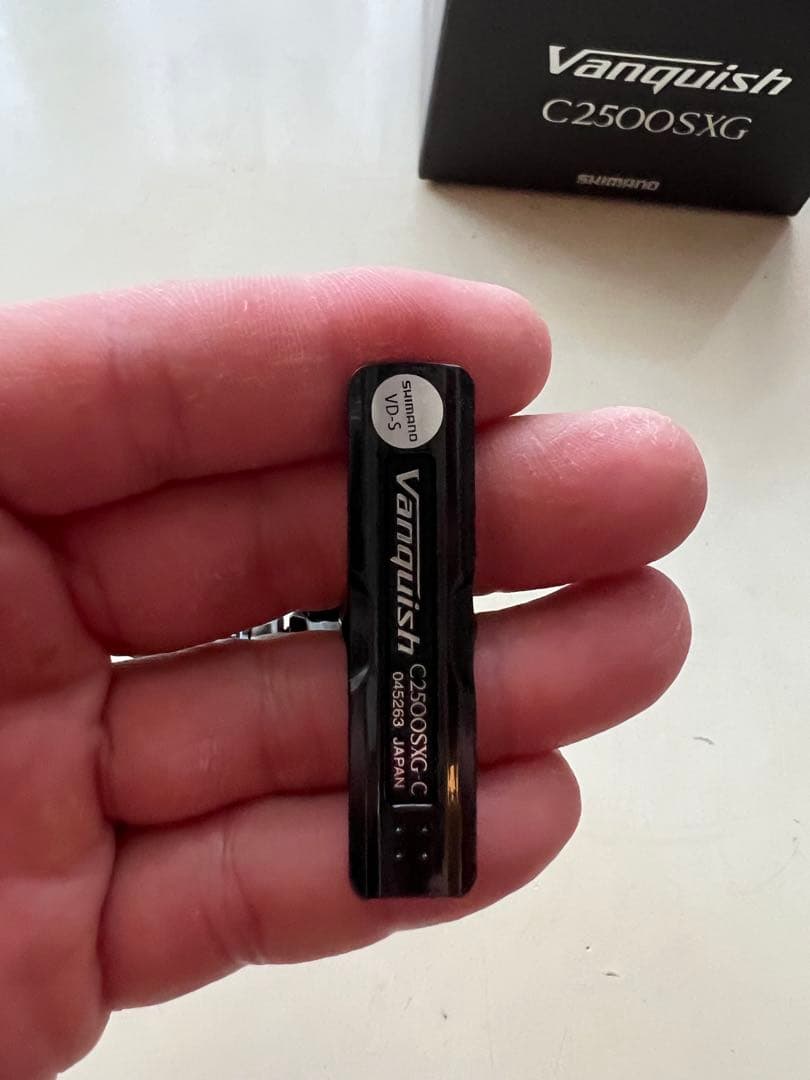 Vanquish
C2500SXG
SHIMANO
SHIMANO
VD-S
Vanquish C2500SXG-C
045263 JAPAN